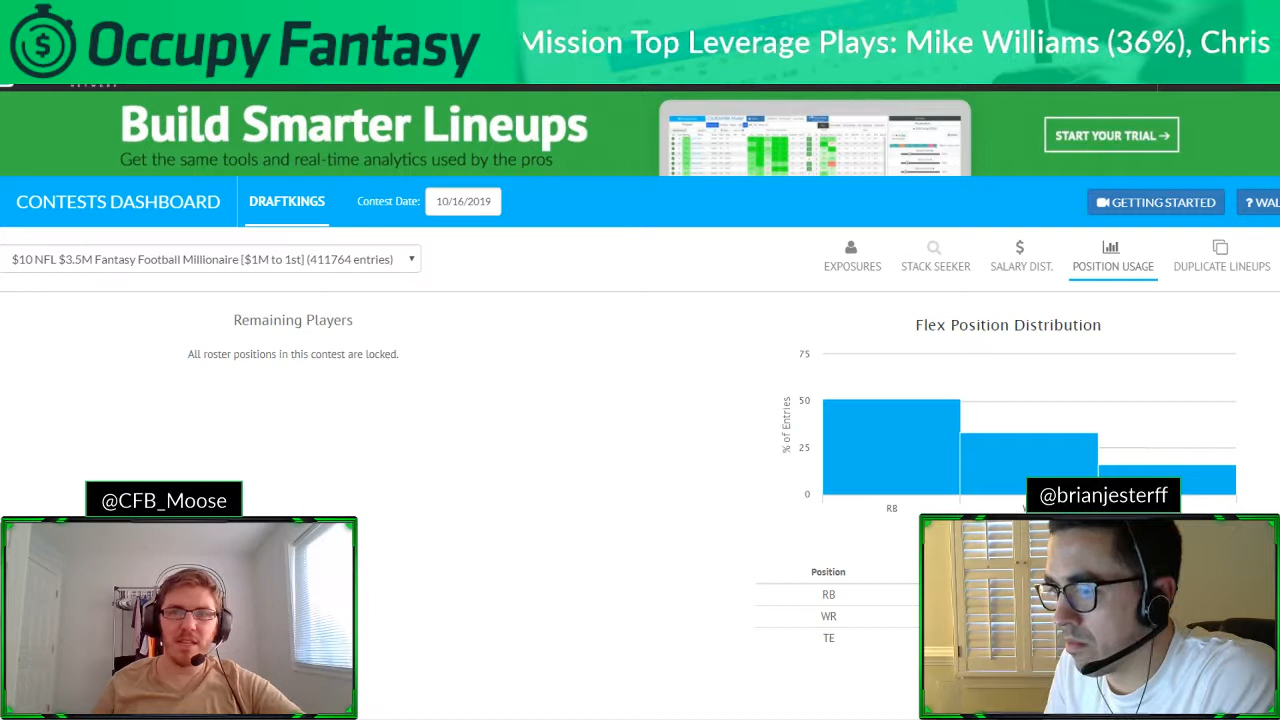 Occupy Fantasy
Mission Top Leverage Plays: Mike Williams (36%), Chris
Build Smarter Lineups
Get the same tools and real-time analytics used by the pros
START YOUR TRIAL →
CONTESTS DASHBOARD
DRAFTKINGS
Contest Date:
10/16/2019
GETTING STARTED
? WAL
$10 NFL $3.5M Fantasy Football Millionaire [$1M to 1st] (411764 entries)
EXPOSURES
STACK SEEKER
SALARY DIST.
POSITION USAGE
DUPLICATE LINEUPS
Remaining Players
All roster positions in this contest are locked.
Flex Position Distribution
75
50
25
0
% of Entries
RB
@CFB_Moose
@brianjesterff
Position
RB
WR
TE